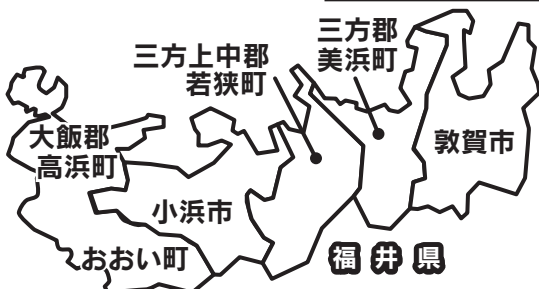 三方郡
美浜町
三方上中郡
若狭町
大飯郡
高浜町
敦賀市
小浜市
おおい町
福井県